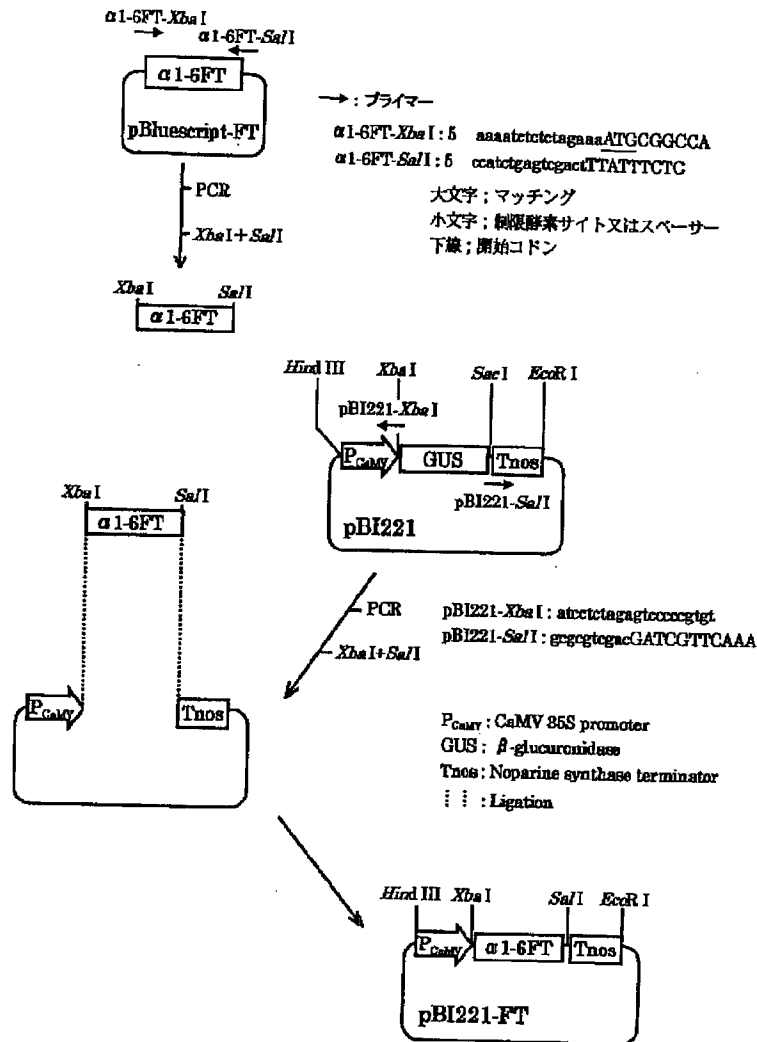 α1-6FT-XbaI
α1-6FT-SalI
α1-6FT
pBluescript-FT
→ : プライマー
α1-6FT-XbaI : 5 aaaatctctctagaaaATGCGGCCA
α1-6FT-SalI : 5 ccatctgagtcgactTTATTTCTC
大文字 ; マッチング
小文字 ; 制限酵素サイト又はスペーサー
下線 ; 開始コドン
PCR
XbaI+SalI
XbaI SalI
α1-6FT
HindIII XbaI SacI EcoRI
pBI221-XbaI
PCaMV GUS Tnos
pBI221-SalI
pBI221
XbaI SalI
α1-6FT
PCR
XbaI+SalI
pBI221-XbaI : atcctctagagtcccccgtgt
pBI221-SalI : gcgcgtcgacGATCGTTCAAA
PCaMV Tnos
PCaMV : CaMV 35S promoter
GUS : β-glucuronidase
Tnos : Noparine synthase terminator
: Ligation
HindIII XbaI SalI EcoRI
PCaMV α1-6FT Tnos
pBI221-FT